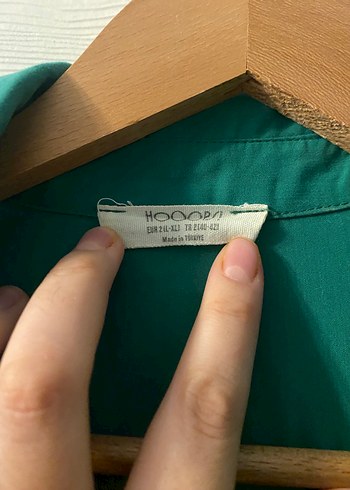 HOOOPS!
EUR 2(L-XL) TR 2(40-42)
Made in TÜRKİYE